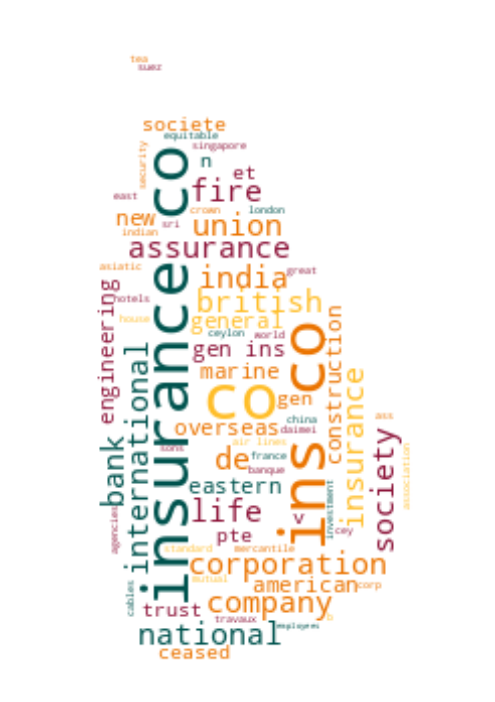 tea
suez
societe
equitable
singapore
security
n
et
east
fire
crown
london
new
sri
union
indian
assurance
asiatic
india
great
hotels
british
house
general
ceylon
world
engineering
gen ins
marine
co
gen
construction
insurance co
ins co
international
overseas
china
daimei
ass
air lines
sons
de
france
banque
bank
eastern
insurance
society
association
life
v
cey
investment
agencies
pte
standard
mercantile
corporation
mutual
american
corp
cables
trust
company
travaux
b
national
employees
ceased